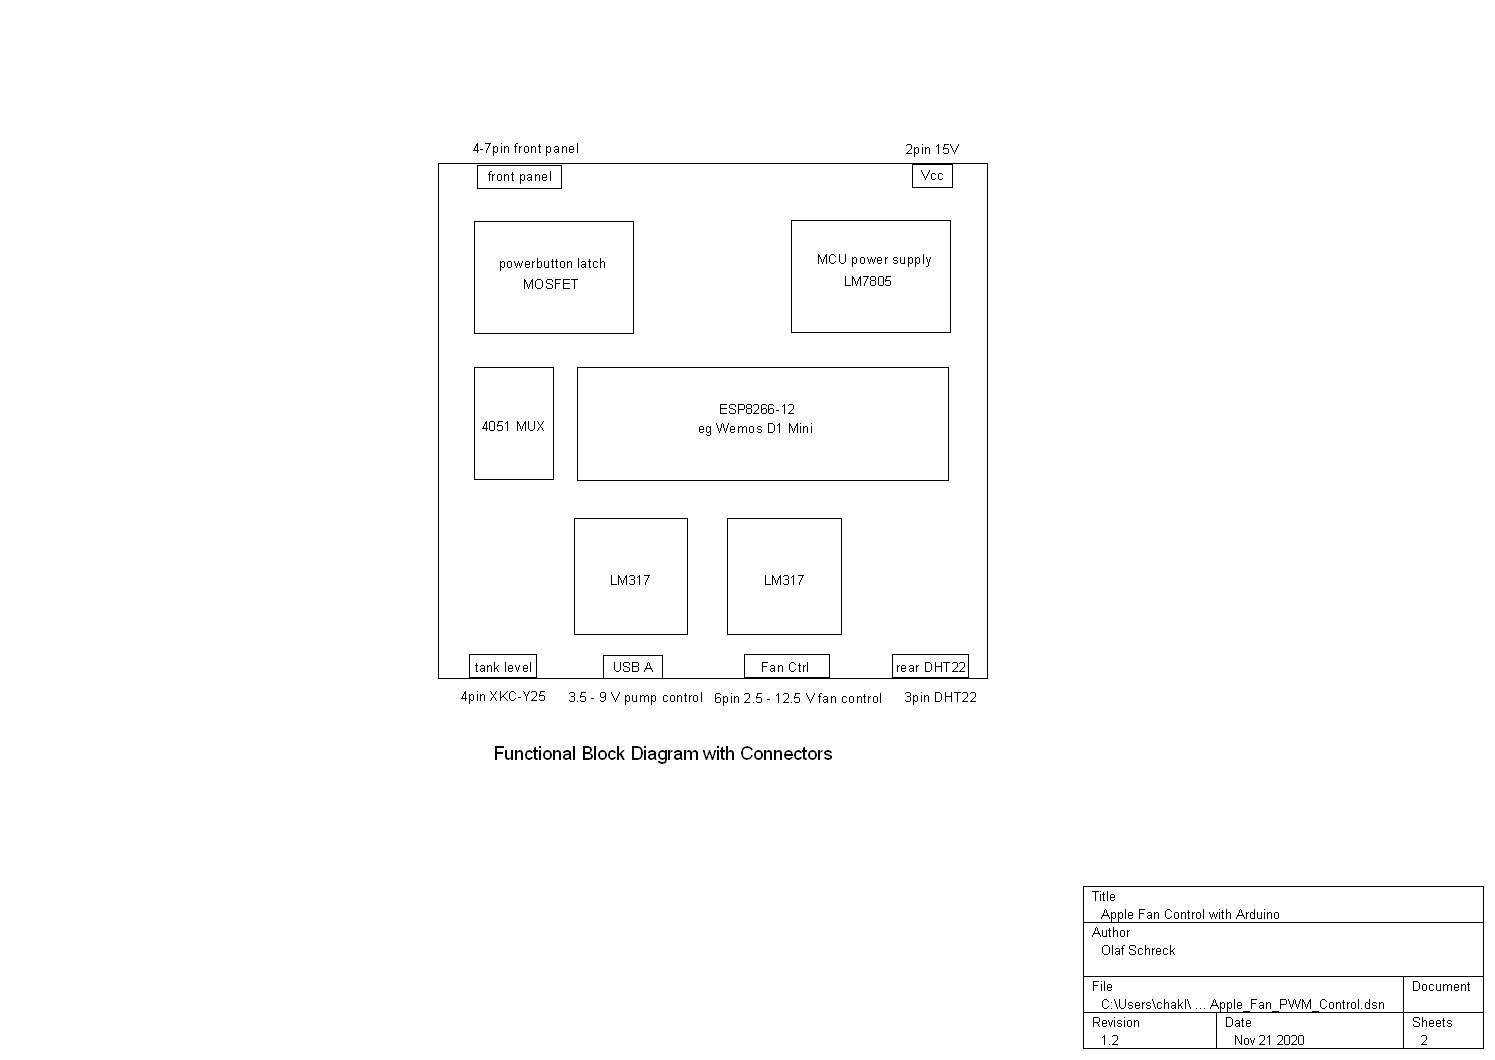 4-7pin front panel
2pin 15V
front panel
Vcc
powerbutton latch
MOSFET
MCU power supply
LM7805
4051 MUX
ESP8266-12
eg Wemos D1 Mini
LM317
LM317
tank level
USB A
Fan Ctrl
rear DHT22
4pin XKC-Y25
3.5 - 9 V pump control
6pin 2.5 - 12.5 V fan control
3pin DHT22
Functional Block Diagram with Connectors
Title
Apple Fan Control with Arduino
Author
Olaf Schreck
File
C:\Users\chakl\ ... Apple_Fan_PWM_Control.dsn
Document
Revision
1.2
Date
Nov 21 2020
Sheets
2